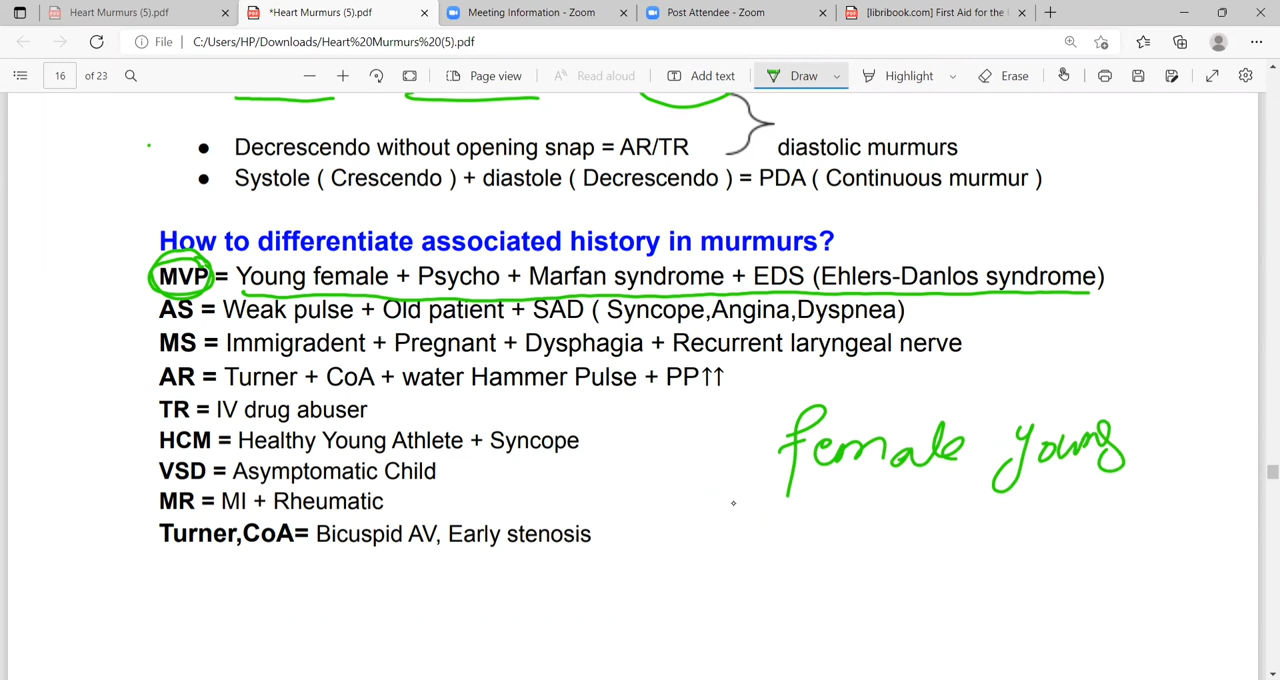 Heart Murmurs (5).pdf
*Heart Murmurs (5).pdf
Meeting Information - Zoom
Post Attendee - Zoom
[libribook.com] First Aid for the
File C:/Users/HP/Downloads/Heart%20Murmurs%20(5).pdf
16 of 23 Page view Read aloud Add text Draw Highlight Erase
● Decrescendo without opening snap = AR/TR diastolic murmurs
● Systole ( Crescendo ) + diastole ( Decrescendo ) = PDA ( Continuous murmur )
How to differentiate associated history in murmurs?
MVP = Young female + Psycho + Marfan syndrome + EDS (Ehlers-Danlos syndrome)
AS = Weak pulse + Old patient + SAD ( Syncope,Angina,Dyspnea)
MS = Immigradent + Pregnant + Dysphagia + Recurrent laryngeal nerve
AR = Turner + CoA + water Hammer Pulse + PP↑↑
TR = IV drug abuser
HCM = Healthy Young Athlete + Syncope
female young
VSD = Asymptomatic Child
MR = MI + Rheumatic
Turner,CoA= Bicuspid AV, Early stenosis